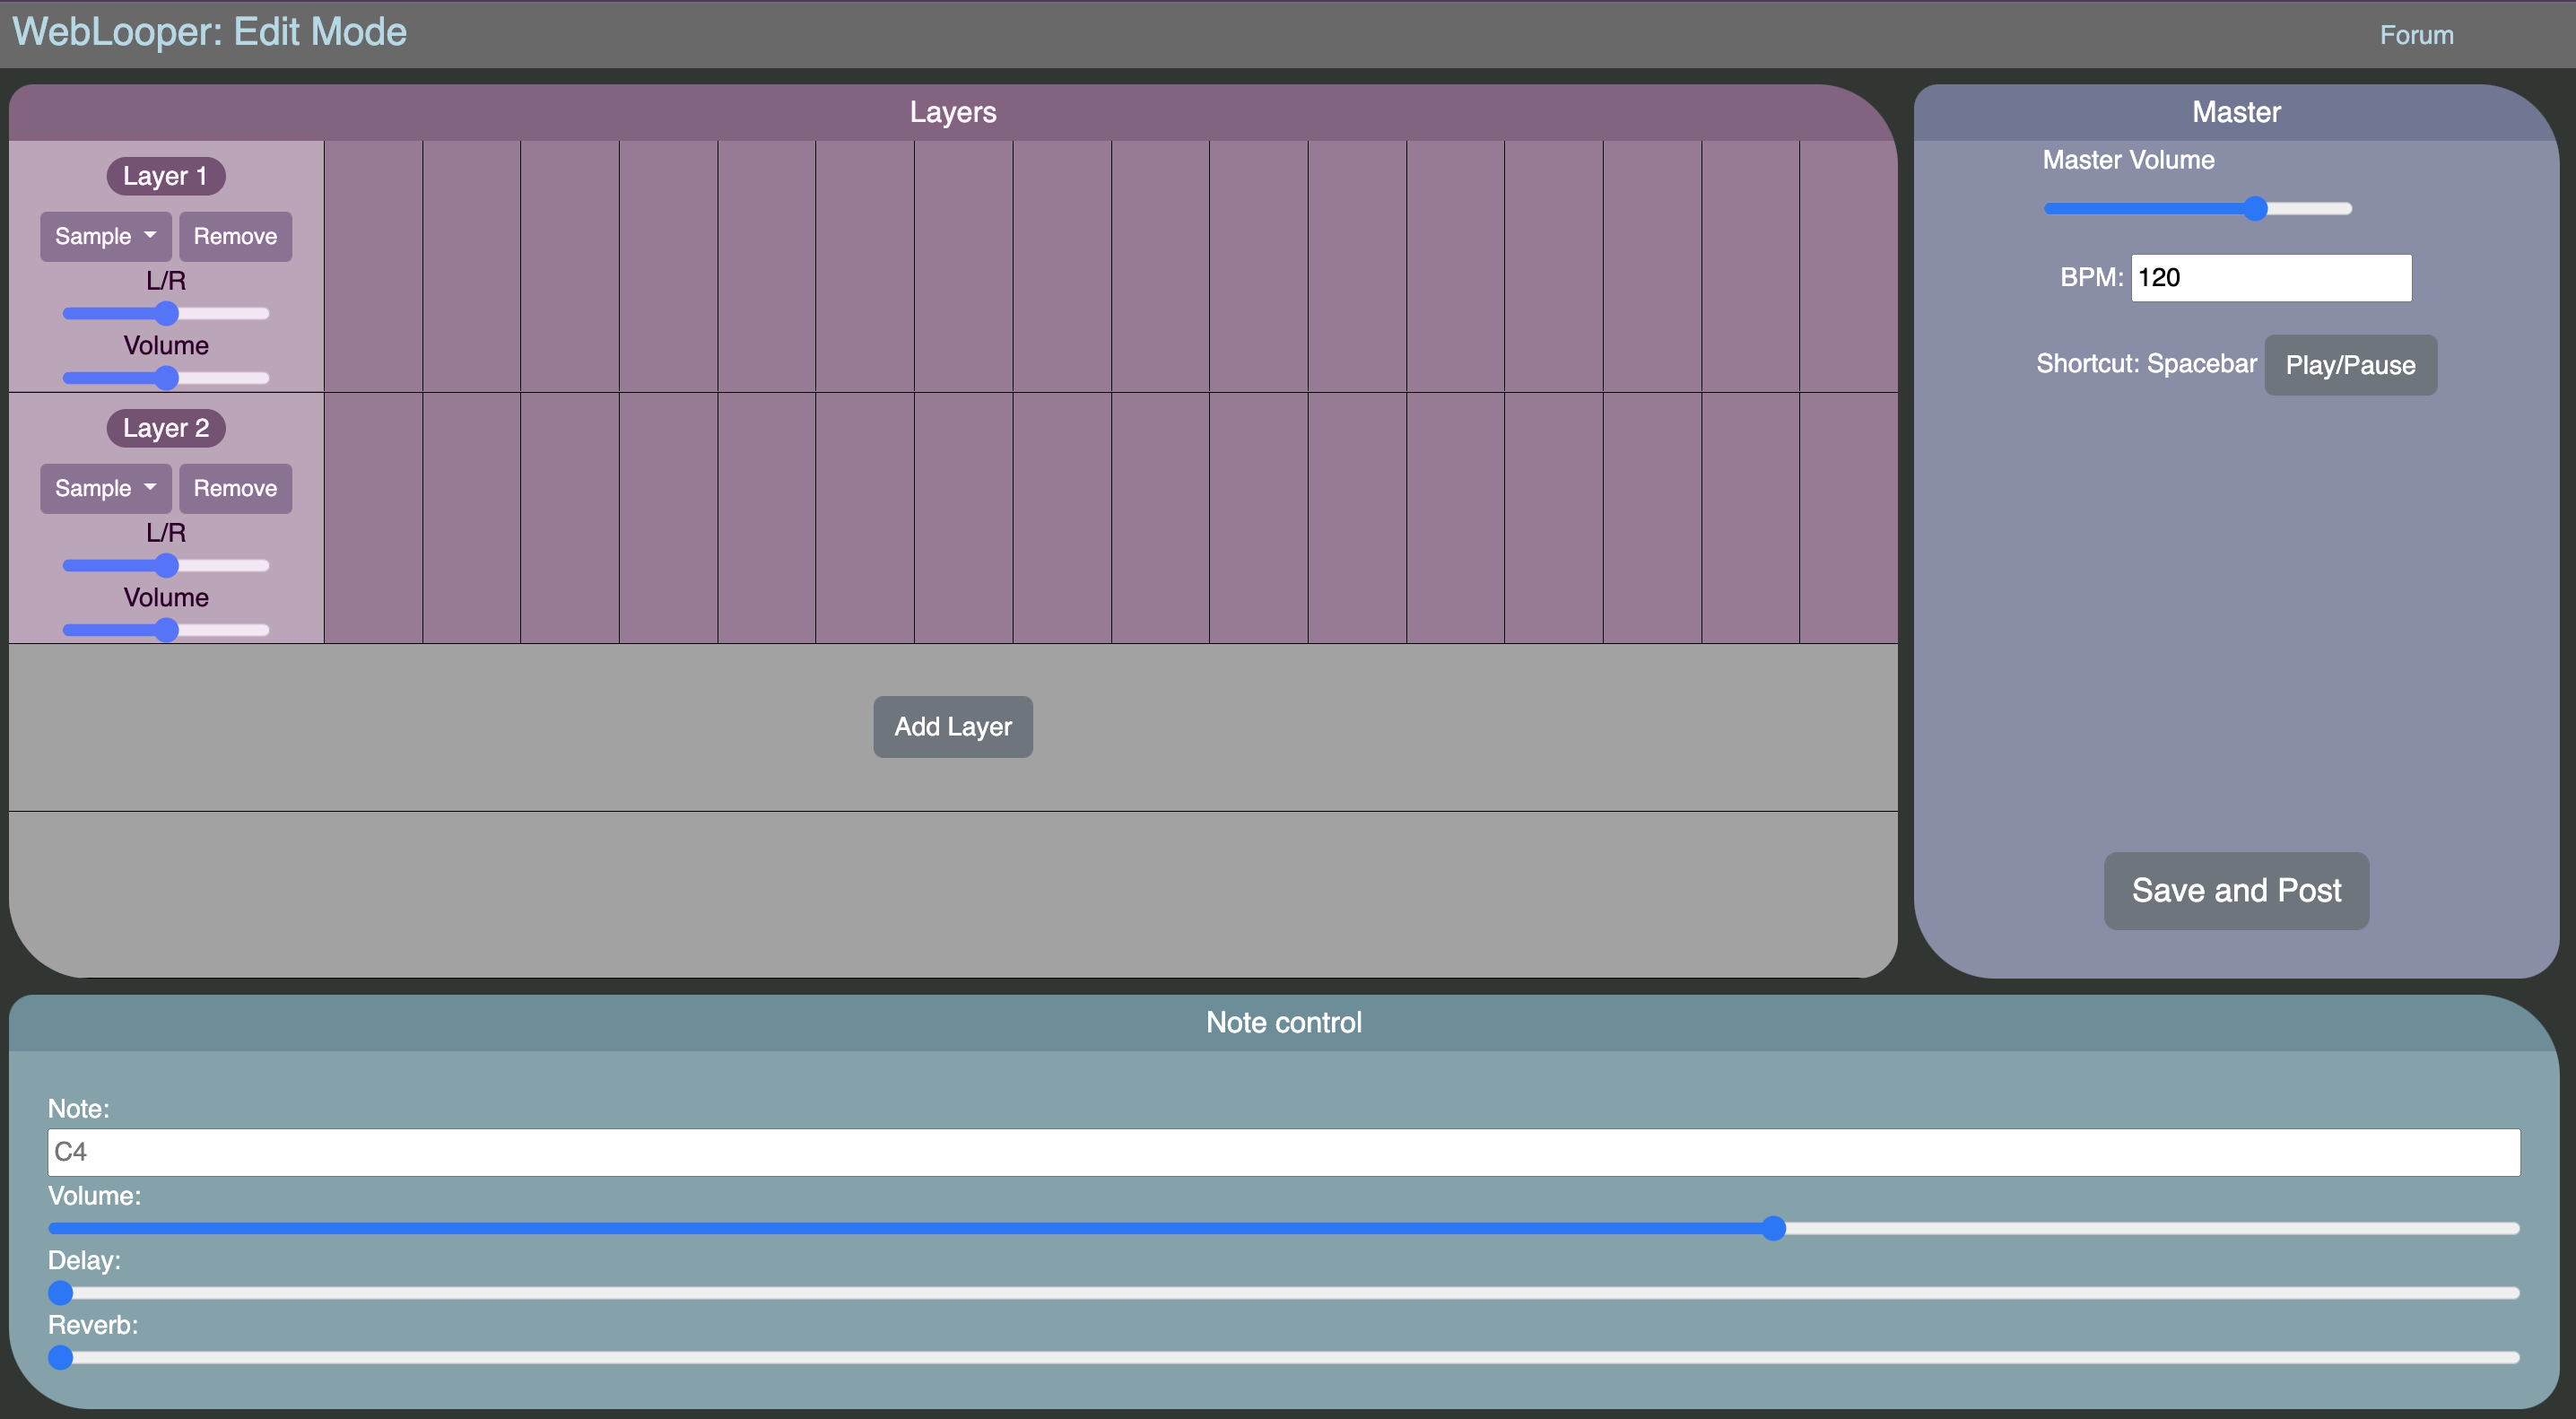 WebLooper: Edit Mode
Forum
Layers
Layer 1
Sample Remove
L/R
Volume
Layer 2
Sample Remove
L/R
Volume
Add Layer
Master
Master Volume
BPM: 120
Shortcut: Spacebar Play/Pause
Save and Post
Note control
Note:
C4
Volume:
Delay:
Reverb: